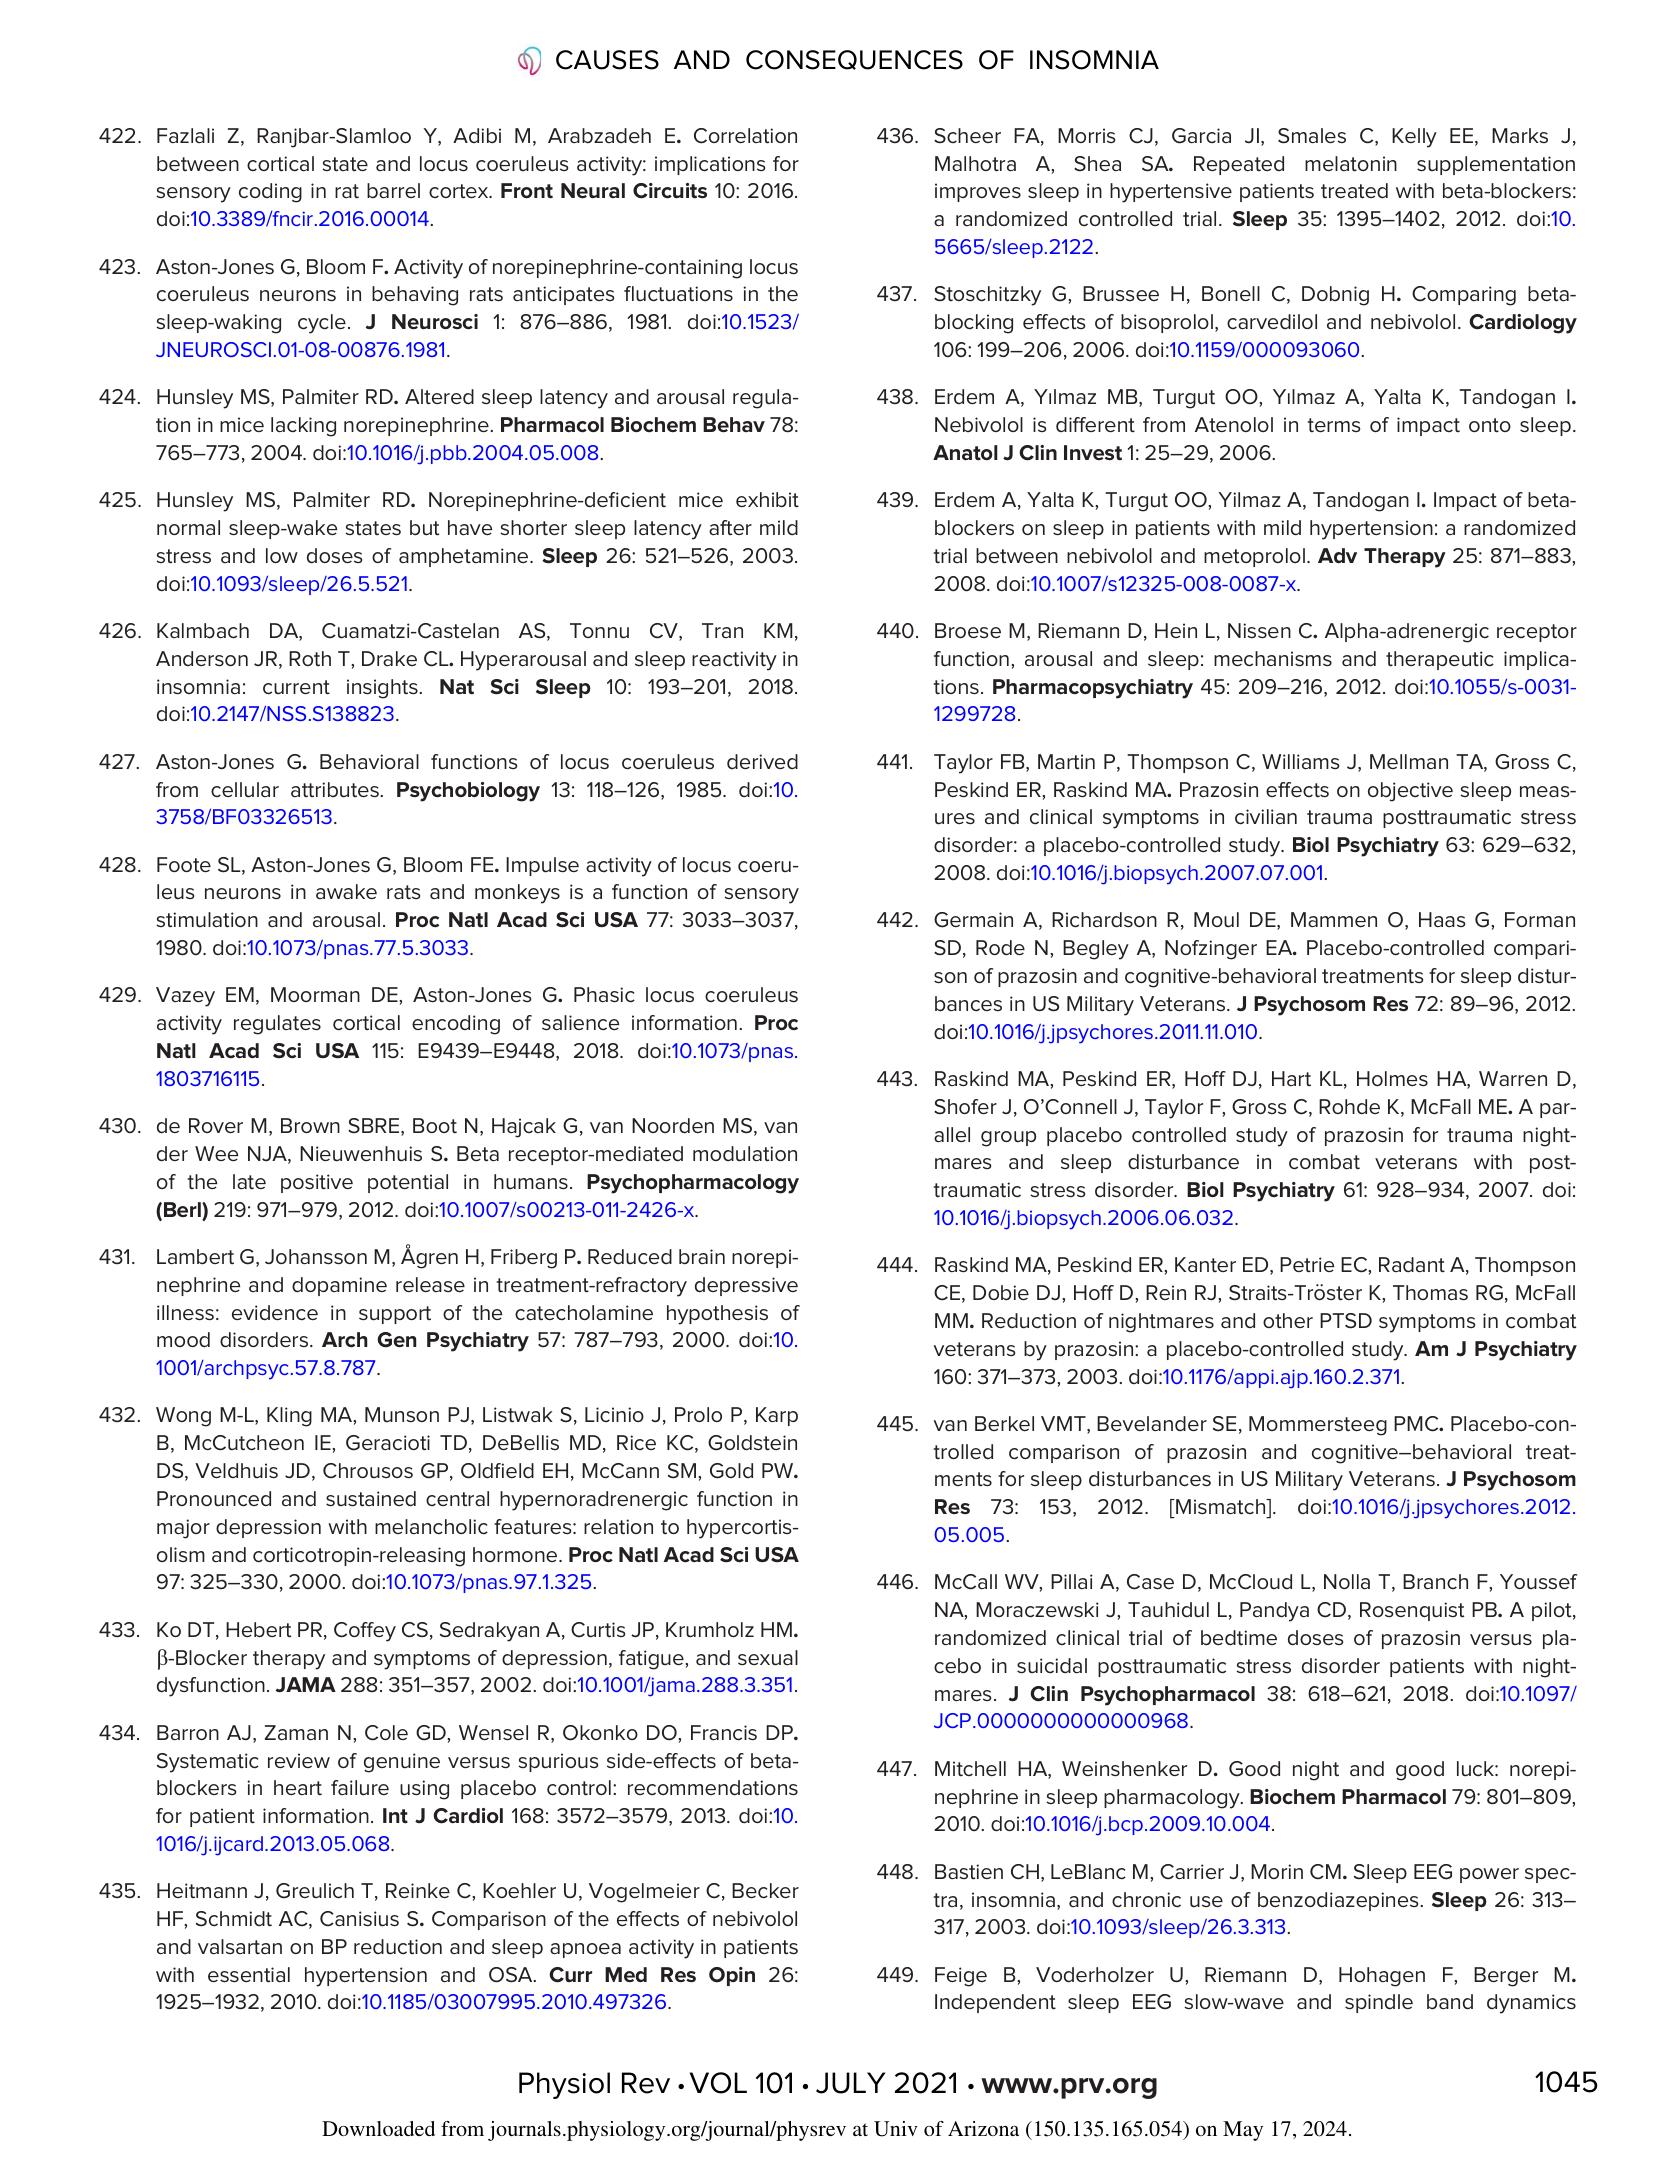 CAUSES AND CONSEQUENCES OF INSOMNIA
422. Fazlali Z, Ranjbar-Slamloo Y, Adibi M, Arabzadeh E. Correlation
between cortical state and locus coeruleus activity: implications for
sensory coding in rat barrel cortex. Front Neural Circuits 10: 2016.
doi:10.3389/fncir.2016.00014.
423. Aston-Jones G, Bloom F. Activity of norepinephrine-containing locus
coeruleus neurons in behaving rats anticipates fluctuations in the
sleep-waking cycle. J Neurosci 1: 876–886, 1981. doi:10.1523/
JNEUROSCI.01-08-00876.1981.
424. Hunsley MS, Palmiter RD. Altered sleep latency and arousal regula-
tion in mice lacking norepinephrine. Pharmacol Biochem Behav 78:
765–773, 2004. doi:10.1016/j.pbb.2004.05.008.
425. Hunsley MS, Palmiter RD. Norepinephrine-deficient mice exhibit
normal sleep-wake states but have shorter sleep latency after mild
stress and low doses of amphetamine. Sleep 26: 521–526, 2003.
doi:10.1093/sleep/26.5.521.
426. Kalmbach DA, Cuamatzi-Castelan AS, Tonnu CV, Tran KM,
Anderson JR, Roth T, Drake CL. Hyperarousal and sleep reactivity in
insomnia: current insights. Nat Sci Sleep 10: 193–201, 2018.
doi:10.2147/NSS.S138823.
427. Aston-Jones G. Behavioral functions of locus coeruleus derived
from cellular attributes. Psychobiology 13: 118–126, 1985. doi:10.
3758/BF03326513.
428. Foote SL, Aston-Jones G, Bloom FE. Impulse activity of locus coeru-
leus neurons in awake rats and monkeys is a function of sensory
stimulation and arousal. Proc Natl Acad Sci USA 77: 3033–3037,
1980. doi:10.1073/pnas.77.5.3033.
429. Vazey EM, Moorman DE, Aston-Jones G. Phasic locus coeruleus
activity regulates cortical encoding of salience information. Proc
Natl Acad Sci USA 115: E9439–E9448, 2018. doi:10.1073/pnas.
1803716115.
430. de Rover M, Brown SBRE, Boot N, Hajcak G, van Noorden MS, van
der Wee NJA, Nieuwenhuis S. Beta receptor-mediated modulation
of the late positive potential in humans. Psychopharmacology
(Berl) 219: 971–979, 2012. doi:10.1007/s00213-011-2426-x.
431. Lambert G, Johansson M, Ågren H, Friberg P. Reduced brain norepi-
nephrine and dopamine release in treatment-refractory depressive
illness: evidence in support of the catecholamine hypothesis of
mood disorders. Arch Gen Psychiatry 57: 787–793, 2000. doi:10.
1001/archpsyc.57.8.787.
432. Wong M-L, Kling MA, Munson PJ, Listwak S, Licinio J, Prolo P, Karp
B, McCutcheon IE, Geracioti TD, DeBellis MD, Rice KC, Goldstein
DS, Veldhuis JD, Chrousos GP, Oldfield EH, McCann SM, Gold PW.
Pronounced and sustained central hypernoradrenergic function in
major depression with melancholic features: relation to hypercortis-
olism and corticotropin-releasing hormone. Proc Natl Acad Sci USA
97: 325–330, 2000. doi:10.1073/pnas.97.1.325.
433. Ko DT, Hebert PR, Coffey CS, Sedrakyan A, Curtis JP, Krumholz HM.
β-Blocker therapy and symptoms of depression, fatigue, and sexual
dysfunction. JAMA 288: 351–357, 2002. doi:10.1001/jama.288.3.351.
434. Barron AJ, Zaman N, Cole GD, Wensel R, Okonko DO, Francis DP.
Systematic review of genuine versus spurious side-effects of beta-
blockers in heart failure using placebo control: recommendations
for patient information. Int J Cardiol 168: 3572–3579, 2013. doi:10.
1016/j.ijcard.2013.05.068.
435. Heitmann J, Greulich T, Reinke C, Koehler U, Vogelmeier C, Becker
HF, Schmidt AC, Canisius S. Comparison of the effects of nebivolol
and valsartan on BP reduction and sleep apnoea activity in patients
with essential hypertension and OSA. Curr Med Res Opin 26:
1925–1932, 2010. doi:10.1185/03007995.2010.497326.
436. Scheer FA, Morris CJ, Garcia JI, Smales C, Kelly EE, Marks J,
Malhotra A, Shea SA. Repeated melatonin supplementation
improves sleep in hypertensive patients treated with beta-blockers:
a randomized controlled trial. Sleep 35: 1395–1402, 2012. doi:10.
5665/sleep.2122.
437. Stoschitzky G, Brussee H, Bonell C, Dobnig H. Comparing beta-
blocking effects of bisoprolol, carvedilol and nebivolol. Cardiology
106: 199–206, 2006. doi:10.1159/000093060.
438. Erdem A, Yılmaz MB, Turgut OO, Yılmaz A, Yalta K, Tandogan I.
Nebivolol is different from Atenolol in terms of impact onto sleep.
Anatol J Clin Invest 1: 25–29, 2006.
439. Erdem A, Yalta K, Turgut OO, Yilmaz A, Tandogan I. Impact of beta-
blockers on sleep in patients with mild hypertension: a randomized
trial between nebivolol and metoprolol. Adv Therapy 25: 871–883,
2008. doi:10.1007/s12325-008-0087-x.
440. Broese M, Riemann D, Hein L, Nissen C. Alpha-adrenergic receptor
function, arousal and sleep: mechanisms and therapeutic implica-
tions. Pharmacopsychiatry 45: 209–216, 2012. doi:10.1055/s-0031-
1299728.
441. Taylor FB, Martin P, Thompson C, Williams J, Mellman TA, Gross C,
Peskind ER, Raskind MA. Prazosin effects on objective sleep meas-
ures and clinical symptoms in civilian trauma posttraumatic stress
disorder: a placebo-controlled study. Biol Psychiatry 63: 629–632,
2008. doi:10.1016/j.biopsych.2007.07.001.
442. Germain A, Richardson R, Moul DE, Mammen O, Haas G, Forman
SD, Rode N, Begley A, Nofzinger EA. Placebo-controlled compari-
son of prazosin and cognitive-behavioral treatments for sleep distur-
bances in US Military Veterans. J Psychosom Res 72: 89–96, 2012.
doi:10.1016/j.jpsychores.2011.11.010.
443. Raskind MA, Peskind ER, Hoff DJ, Hart KL, Holmes HA, Warren D,
Shofer J, O’Connell J, Taylor F, Gross C, Rohde K, McFall ME. A par-
allel group placebo controlled study of prazosin for trauma night-
mares and sleep disturbance in combat veterans with post-
traumatic stress disorder. Biol Psychiatry 61: 928–934, 2007. doi:
10.1016/j.biopsych.2006.06.032.
444. Raskind MA, Peskind ER, Kanter ED, Petrie EC, Radant A, Thompson
CE, Dobie DJ, Hoff D, Rein RJ, Straits-Tröster K, Thomas RG, McFall
MM. Reduction of nightmares and other PTSD symptoms in combat
veterans by prazosin: a placebo-controlled study. Am J Psychiatry
160: 371–373, 2003. doi:10.1176/appi.ajp.160.2.371.
445. van Berkel VMT, Bevelander SE, Mommersteeg PMC. Placebo-con-
trolled comparison of prazosin and cognitive–behavioral treat-
ments for sleep disturbances in US Military Veterans. J Psychosom
Res 73: 153, 2012. [Mismatch]. doi:10.1016/j.jpsychores.2012.
05.005.
446. McCall WV, Pillai A, Case D, McCloud L, Nolla T, Branch F, Youssef
NA, Moraczewski J, Tauhidul L, Pandya CD, Rosenquist PB. A pilot,
randomized clinical trial of bedtime doses of prazosin versus pla-
cebo in suicidal posttraumatic stress disorder patients with night-
mares. J Clin Psychopharmacol 38: 618–621, 2018. doi:10.1097/
JCP.0000000000000968.
447. Mitchell HA, Weinshenker D. Good night and good luck: norepi-
nephrine in sleep pharmacology. Biochem Pharmacol 79: 801–809,
2010. doi:10.1016/j.bcp.2009.10.004.
448. Bastien CH, LeBlanc M, Carrier J, Morin CM. Sleep EEG power spec-
tra, insomnia, and chronic use of benzodiazepines. Sleep 26: 313–
317, 2003. doi:10.1093/sleep/26.3.313.
449. Feige B, Voderholzer U, Riemann D, Hohagen F, Berger M.
Independent sleep EEG slow-wave and spindle band dynamics
Physiol Rev • VOL 101 • JULY 2021 • www.prv.org 1045
Downloaded from journals.physiology.org/journal/physrev at Univ of Arizona (150.135.165.054) on May 17, 2024.